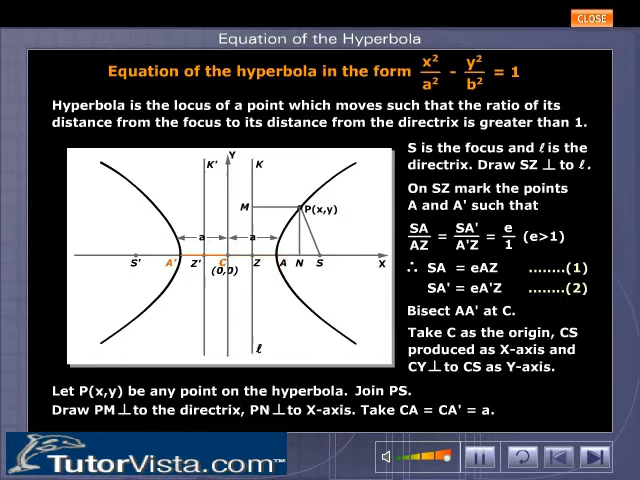 CLOSE
Equation of the Hyperbola
Equation of the hyperbola in the form x²/a² - y²/b² = 1
Hyperbola is the locus of a point which moves such that the ratio of its
distance from the focus to its distance from the directrix is greater than 1.
S is the focus and ℓ is the
directrix. Draw SZ ⊥ to ℓ.
On SZ mark the points
A and A' such that
SA/AZ = SA'/A'Z = e/1 (e>1)
∴ SA = eAZ ........(1)
SA' = eA'Z ........(2)
Bisect AA' at C.
Take C as the origin, CS
produced as X-axis and
CY⊥to CS as Y-axis.
K' Y K
M P(x,y)
a a
S' A' Z' C Z A N S X
(0,0)
ℓ
Let P(x,y) be any point on the hyperbola. Join PS.
Draw PM⊥to the directrix, PN⊥to X-axis. Take CA = CA' = a.
TutorVista.com™